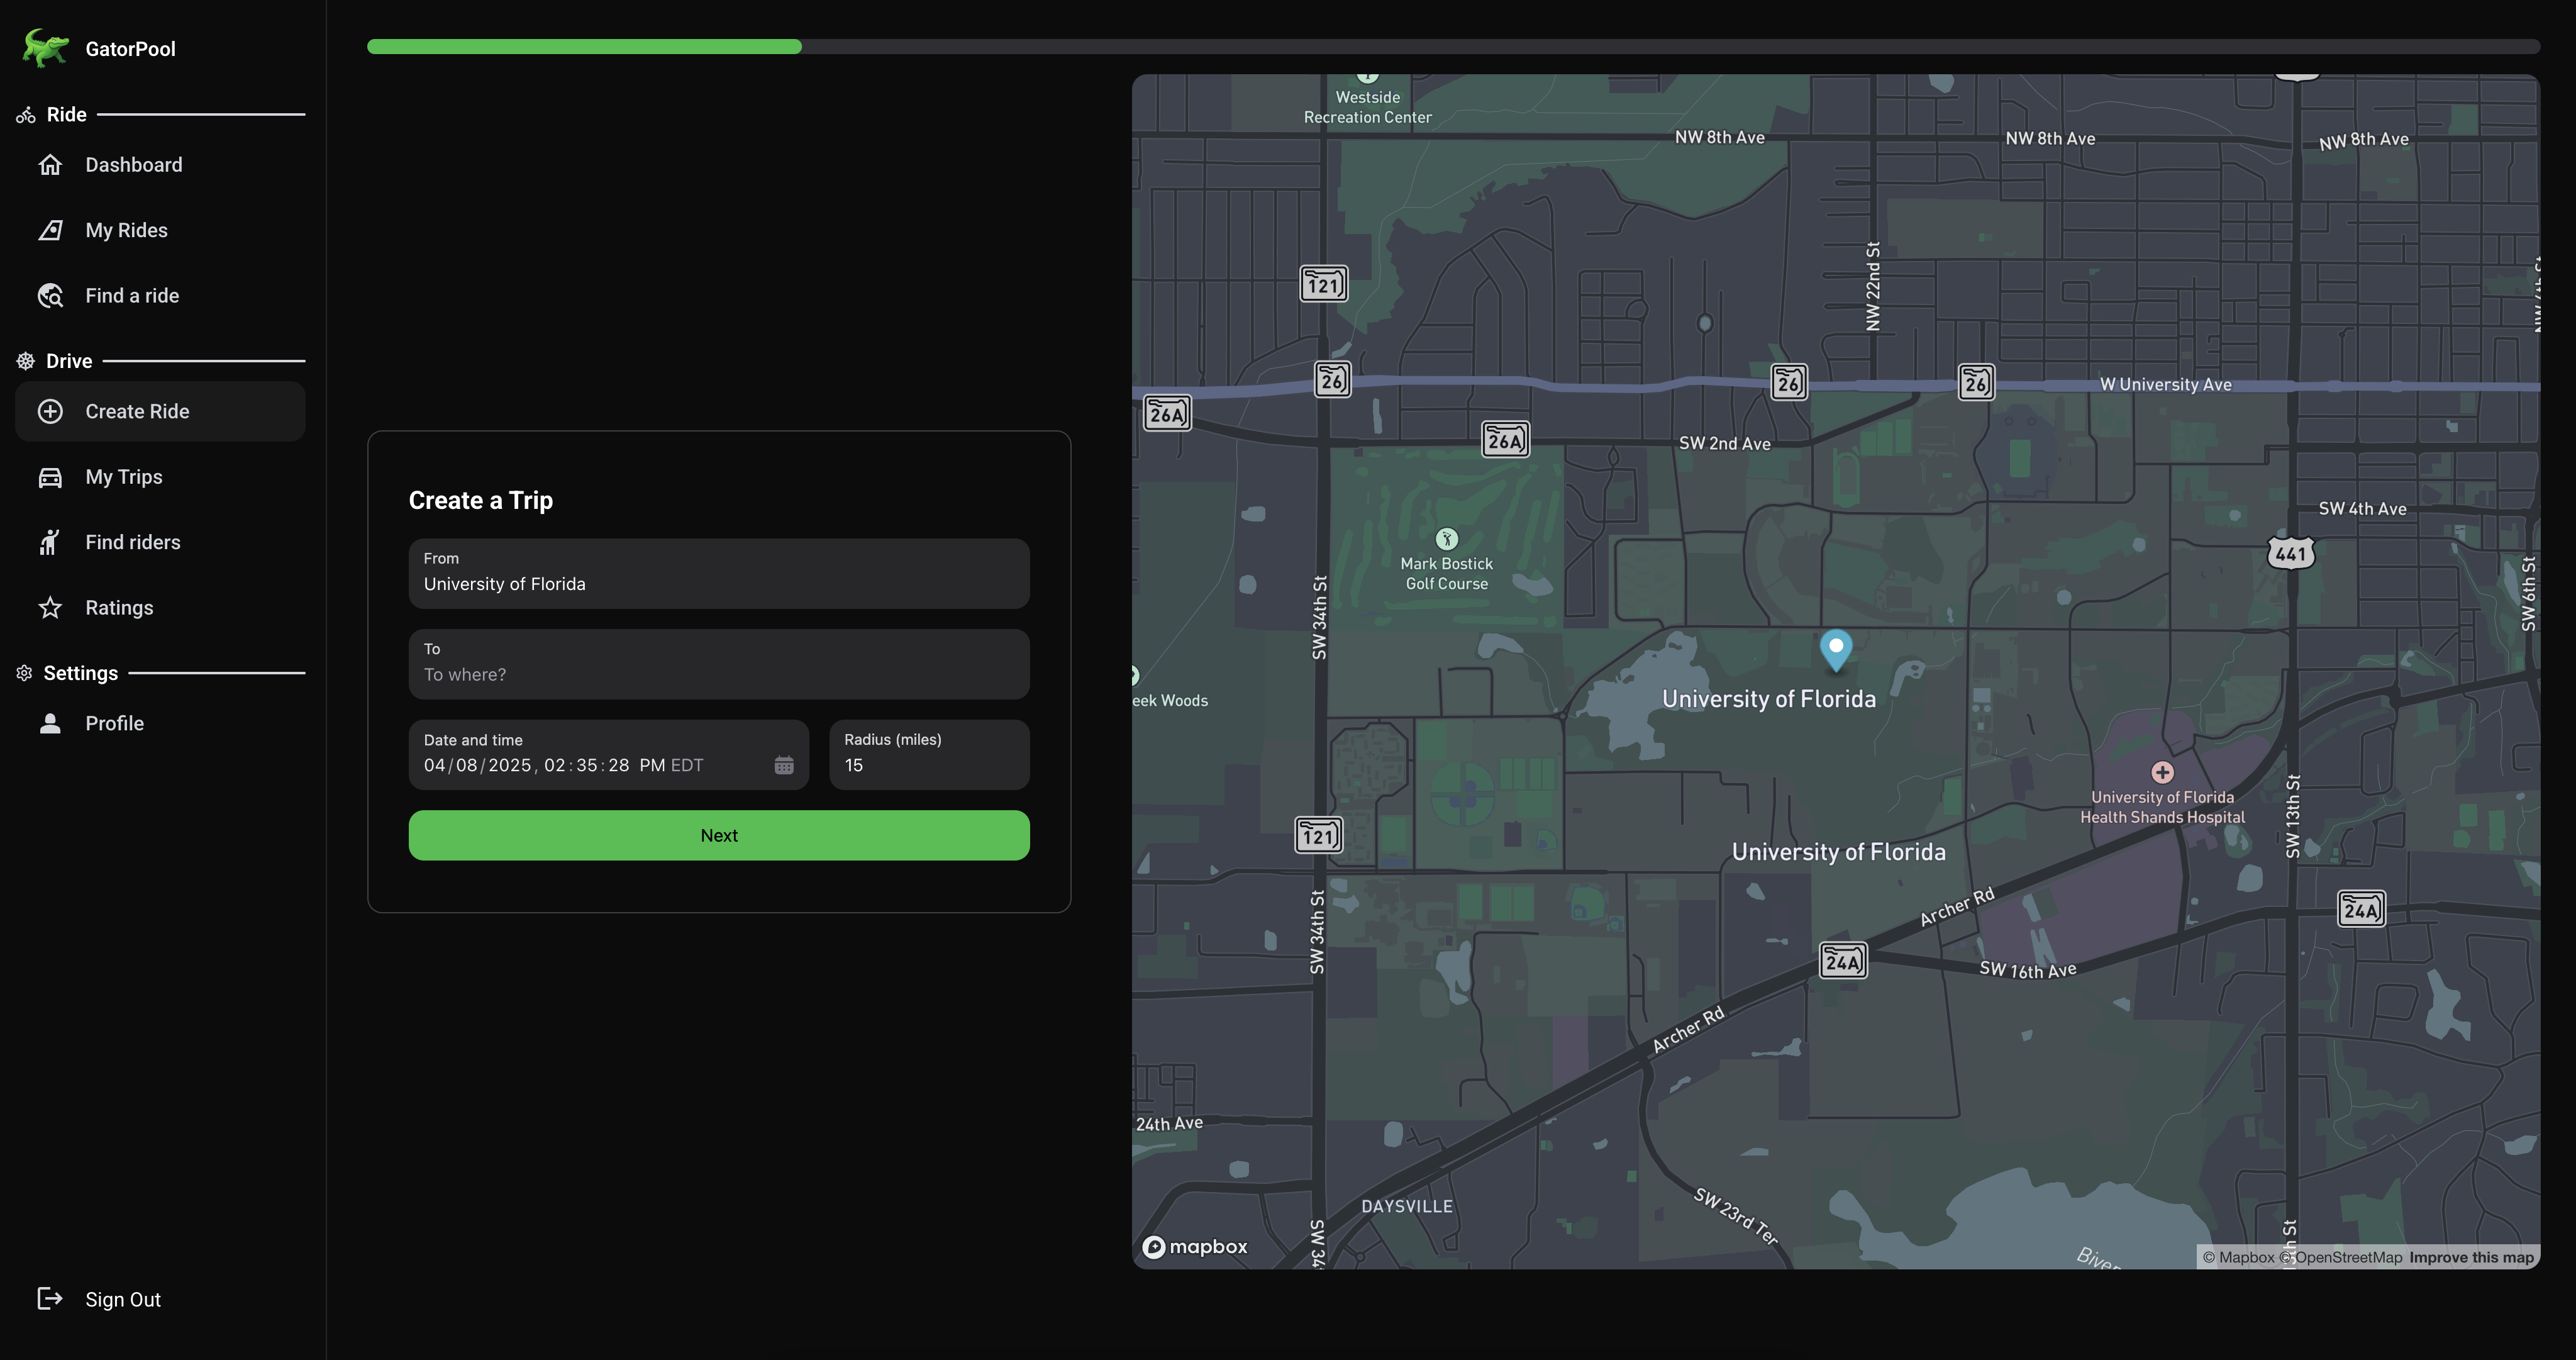 GatorPool
Ride
Dashboard
My Rides
Find a ride
Drive
Create Ride
My Trips
Find riders
Ratings
Settings
Profile
Sign Out
Create a Trip
From
University of Florida
To
To where?
Date and time
04/08/2025, 02:35:28 PM EDT
Radius (miles)
15
Next
Westside
Recreation Center
NW 8th Ave
NW 8th Ave
NW 8th Ave
121
NW 22nd St
26
26
26
W University Ave
26A
26A
SW 2nd Ave
SW 4th Ave
441
Mark Bostick
Golf Course
SW 34th St
SW 6th St
eek Woods
University of Florida
University of Florida
Health Shands Hospital
SW 13th St
121
University of Florida
Archer Rd
24A
SW 34th St
24A
SW 16th Ave
Archer Rd
24th Ave
DAYSVILLE
SW 23rd Ter
SW 34
mapbox
Biven
© Mapbox © OpenStreetMap Improve this map